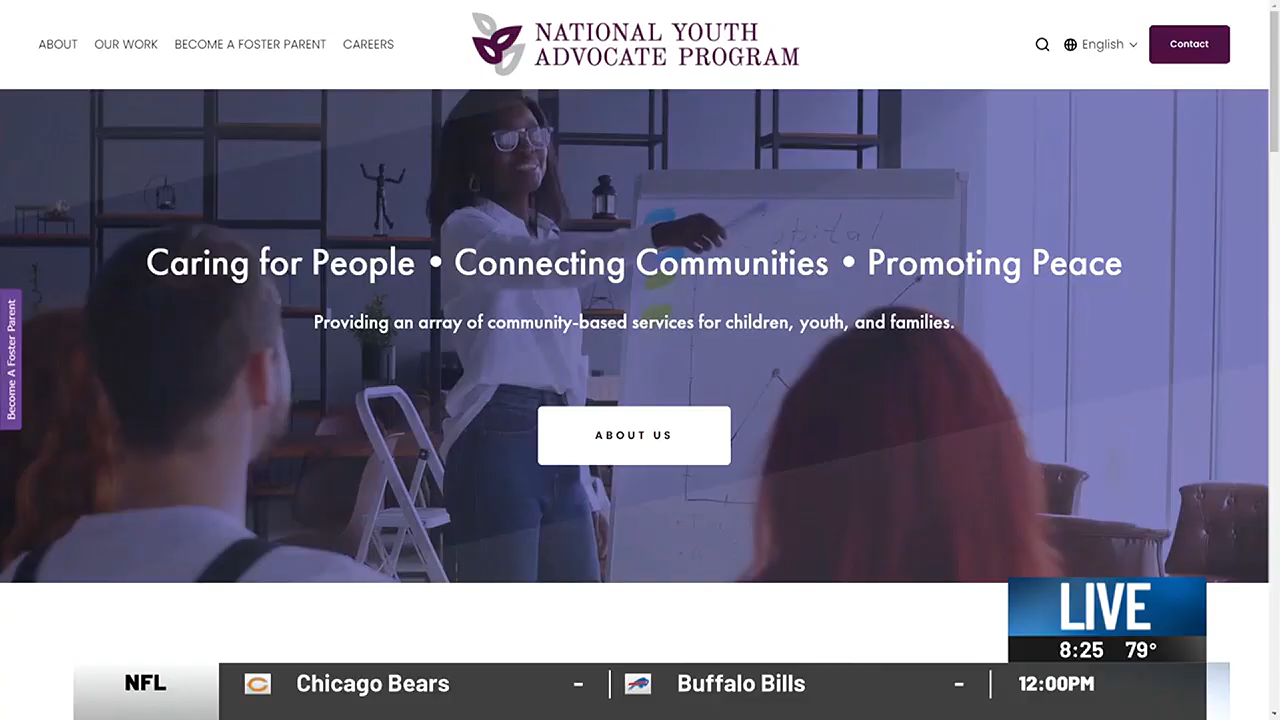 ABOUT OUR WORK BECOME A FOSTER PARENT CAREERS
NATIONAL YOUTH
ADVOCATE PROGRAM
English
Contact
Caring for People • Connecting Communities • Promoting Peace
Providing an array of community-based services for children, youth, and families.
Become A Foster Parent
ABOUT US
LIVE
8:25 79°
NFL Chicago Bears - Buffalo Bills - 12:00PM